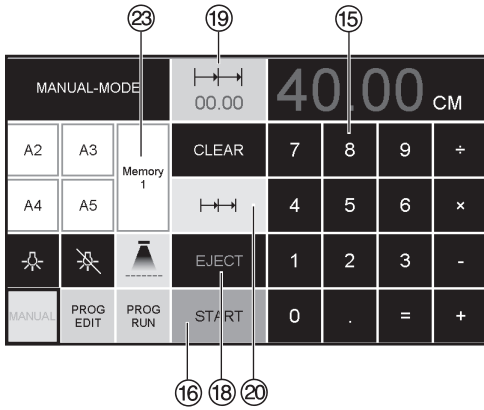 23 19 15
MANUAL-MODE 00.00 40.00 CM
A2 A3 Memory 1 CLEAR 7 8 9 ÷
A4 A5 4 5 6 ×
EJECT 1 2 3 -
MANUAL PROG EDIT PROG RUN START 0 . = +
16 18 20